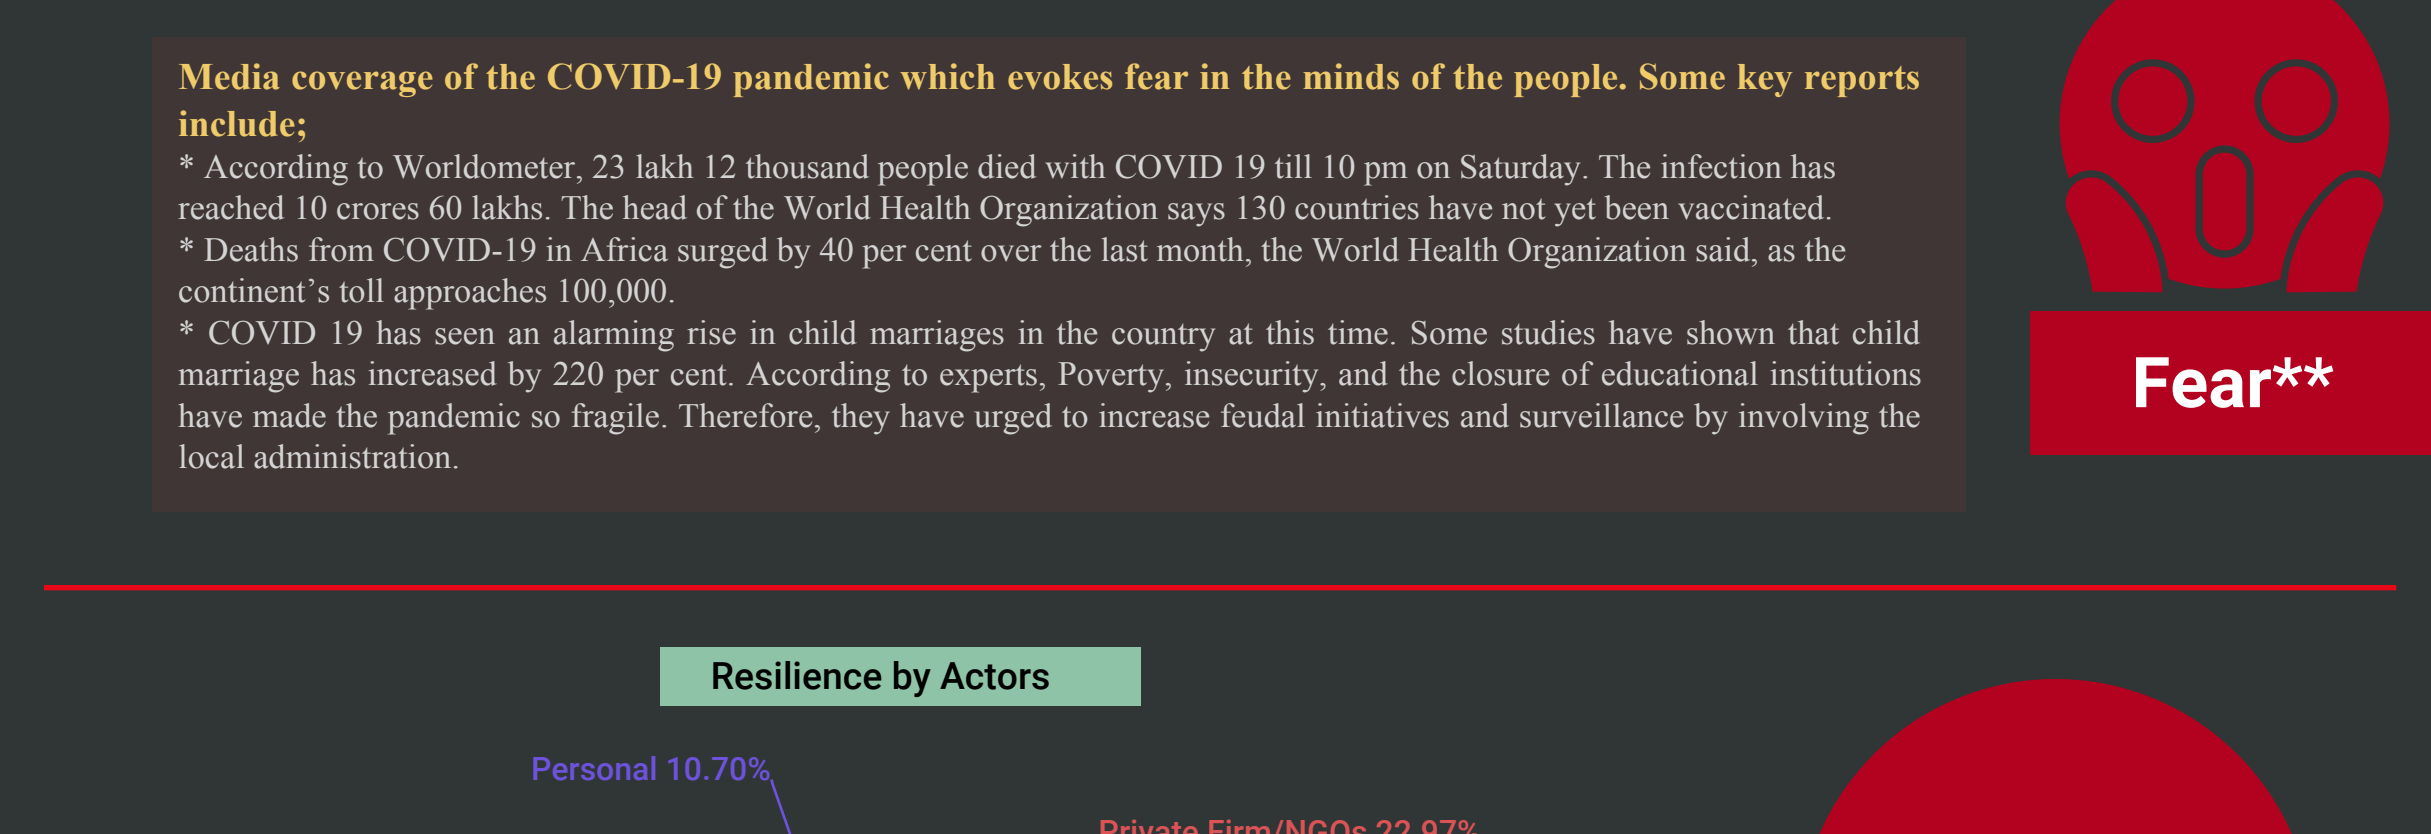 Media coverage of the COVID-19 pandemic which evokes fear in the minds of the people. Some key reports
include;
* According to Worldometer, 23 lakh 12 thousand people died with COVID 19 till 10 pm on Saturday. The infection has
reached 10 crores 60 lakhs. The head of the World Health Organization says 130 countries have not yet been vaccinated.
* Deaths from COVID-19 in Africa surged by 40 per cent over the last month, the World Health Organization said, as the
continent’s toll approaches 100,000.
* COVID 19 has seen an alarming rise in child marriages in the country at this time. Some studies have shown that child
marriage has increased by 220 per cent. According to experts, Poverty, insecurity, and the closure of educational institutions
have made the pandemic so fragile. Therefore, they have urged to increase feudal initiatives and surveillance by involving the
local administration.
Fear**
Resilience by Actors
Personal 10.70%
Private Firm/NGOs 22.97%